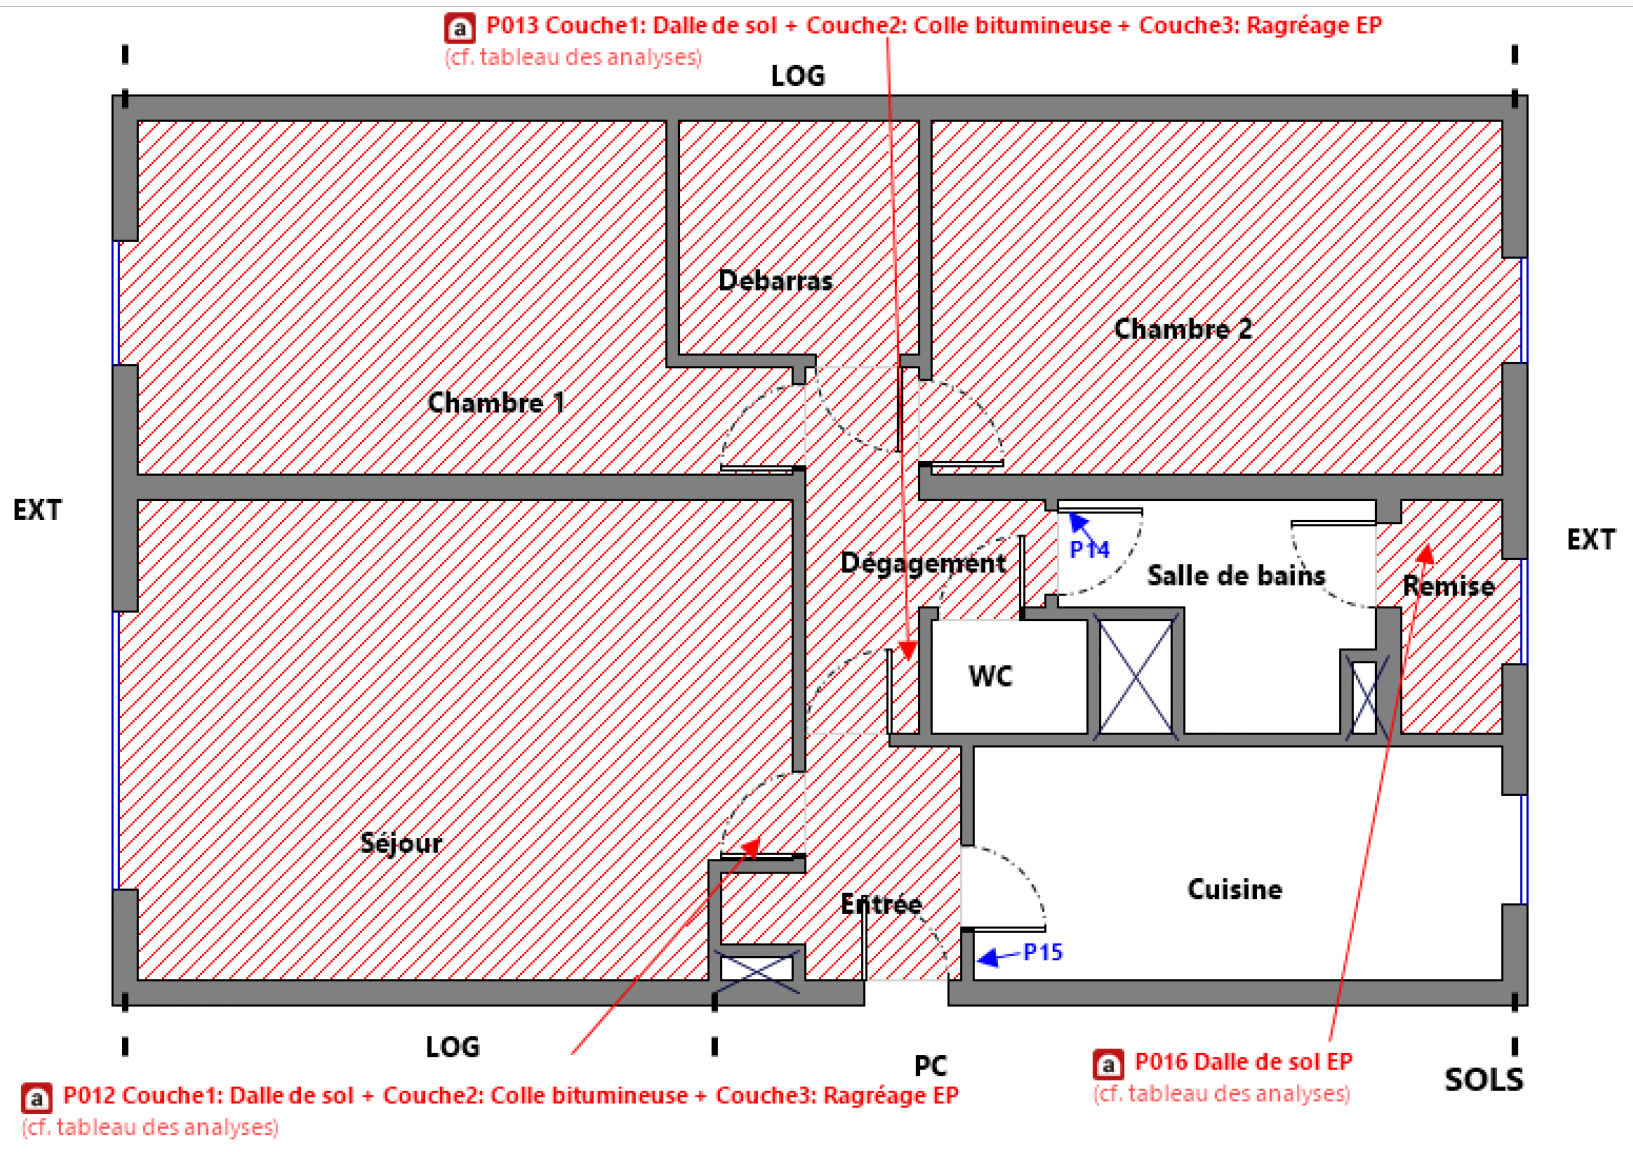 a P013 Couche1: Dalle de sol + Couche2: Colle bitumineuse + Couche3: Ragréage EP
(cf. tableau des analyses)
LOG
Debarras
Chambre 2
Chambre 1
EXT
EXT
P14
Dégagement
Salle de bains
Remise
WC
Séjour
Entrée
Cuisine
P15
LOG
PC
a P016 Dalle de sol EP
(cf. tableau des analyses)
SOLS
a P012 Couche1: Dalle de sol + Couche2: Colle bitumineuse + Couche3: Ragréage EP
(cf. tableau des analyses)